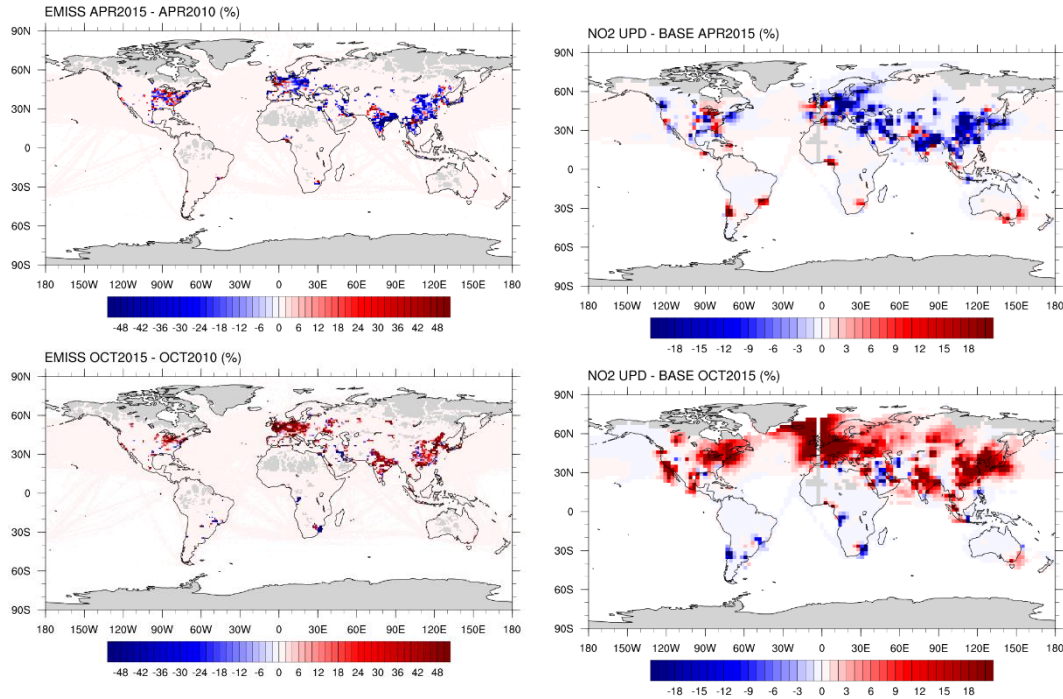 EMISS APR2015 - APR2010 (%)
90N
60N
30N
0
30S
60S
90S
180 150W 120W 90W 60W 30W 0 30E 60E 90E 120E 150E 180
-48 -36 -30 -24 -18 -12 -6 0 6 12 18 24 30 36 48
NO2 UPD - BASE APR2015 (%)
90N
60N
30N
0
30S
60S
90S
180 150W 120W 90W 60W 30W 0 30E 60E 90E 120E 150E 180
-18 -15 -12 -9 -6 -3 0 3 6 9 12 15 18
EMISS OCT2015 - OCT2010 (%)
90N
60N
30N
0
30S
60S
90S
180 150W 120W 90W 60W 30W 0 30E 60E 90E 120E 150E 180
-48 -36 -30 -24 -18 -12 -6 0 6 12 18 24 30 36 48
NO2 UPD - BASE OCT2015 (%)
90N
60N
30N
0
30S
60S
90S
180 150W 120W 90W 60W 30W 0 30E 60E 90E 120E 150E 180
-18 -15 -12 -9 -6 -3 0 3 6 9 12 15 18